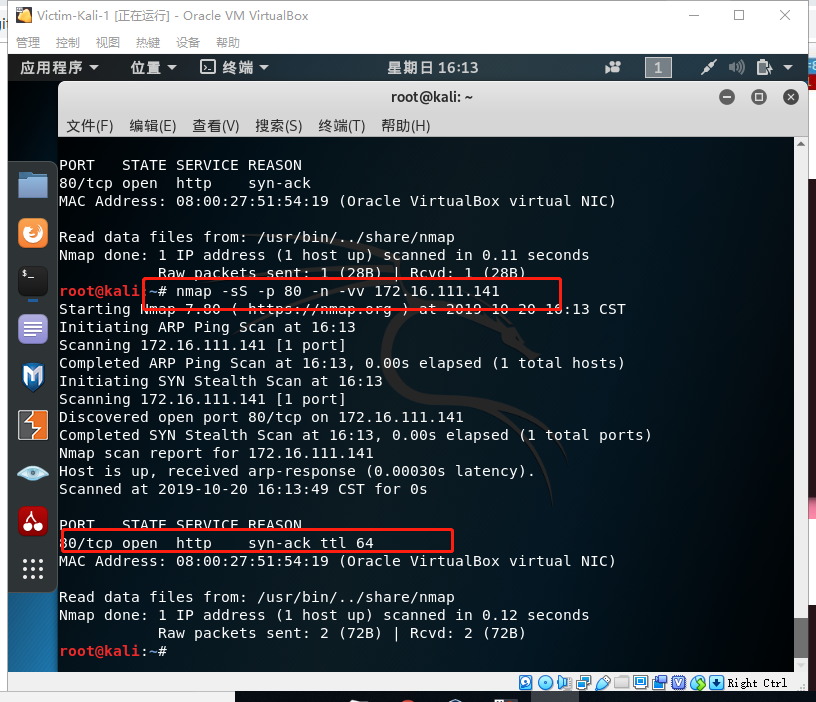 Victim-Kali-1 [正在运行] - Oracle VM VirtualBox
管理 控制 视图 热键 设备 帮助
应用程序 位置 终端 星期日 16:13 1
root@kali: ~
文件(F) 编辑(E) 查看(V) 搜索(S) 终端(T) 帮助(H)
PORT   STATE SERVICE REASON
80/tcp open  http    syn-ack
MAC Address: 08:00:27:51:54:19 (Oracle VirtualBox virtual NIC)
Read data files from: /usr/bin/../share/nmap
Nmap done: 1 IP address (1 host up) scanned in 0.11 seconds
Raw packets sent: 1 (28B) | Rcvd: 1 (28B)
root@kali:~# nmap -sS -p 80 -n -vv 172.16.111.141
Starting Nmap 7.80 ( https://nmap.org ) at 2019-10-20 16:13 CST
Initiating ARP Ping Scan at 16:13
Scanning 172.16.111.141 [1 port]
Completed ARP Ping Scan at 16:13, 0.00s elapsed (1 total hosts)
Initiating SYN Stealth Scan at 16:13
Scanning 172.16.111.141 [1 port]
Discovered open port 80/tcp on 172.16.111.141
Completed SYN Stealth Scan at 16:13, 0.00s elapsed (1 total ports)
Nmap scan report for 172.16.111.141
Host is up, received arp-response (0.00030s latency).
Scanned at 2019-10-20 16:13:49 CST for 0s
PORT   STATE SERVICE REASON
80/tcp open  http    syn-ack ttl 64
MAC Address: 08:00:27:51:54:19 (Oracle VirtualBox virtual NIC)
Read data files from: /usr/bin/../share/nmap
Nmap done: 1 IP address (1 host up) scanned in 0.12 seconds
Raw packets sent: 2 (72B) | Rcvd: 2 (72B)
root@kali:~#
Right Ctrl